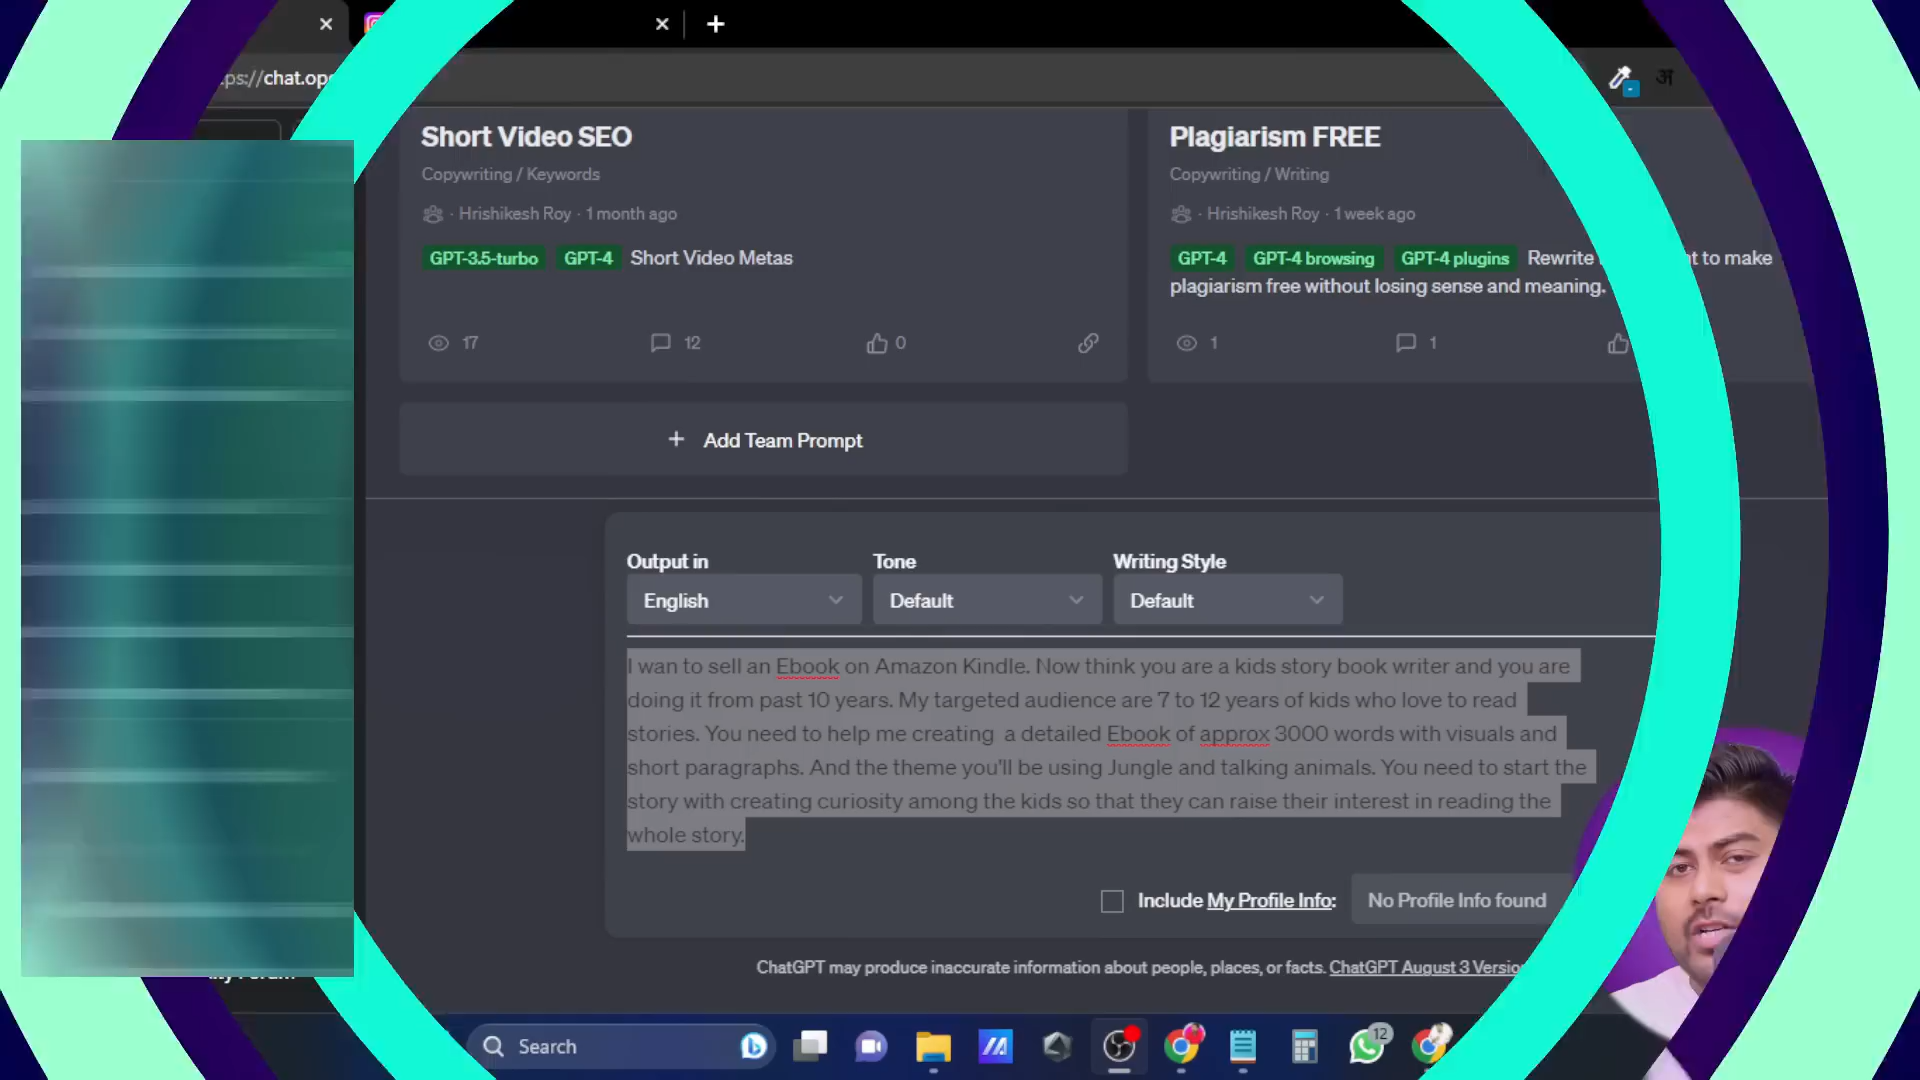 chat.ope
Short Video SEO
Copywriting / Keywords
· Hrishikesh Roy · 1 month ago
GPT-3.5-turbo GPT-4 Short Video Metas
17 12 0
Plagiarism FREE
Copywriting / Writing
· Hrishikesh Roy · 1 week ago
GPT-4 GPT-4 browsing GPT-4 plugins Rewrite t to make
plagiarism free without losing sense and meaning.
1 1
+ Add Team Prompt
Output in Tone Writing Style
English Default Default
I wan to sell an Ebook on Amazon Kindle. Now think you are a kids story book writer and you are
doing it from past 10 years. My targeted audience are 7 to 12 years of kids who love to read
stories. You need to help me creating a detailed Ebook of approx 3000 words with visuals and
short paragraphs. And the theme you'll be using Jungle and talking animals. You need to start the
story with creating curiosity among the kids so that they can raise their interest in reading the
whole story.
Include My Profile Info: No Profile Info found
ChatGPT may produce inaccurate information about people, places, or facts. ChatGPT August 3 Versio
Search
12
अ